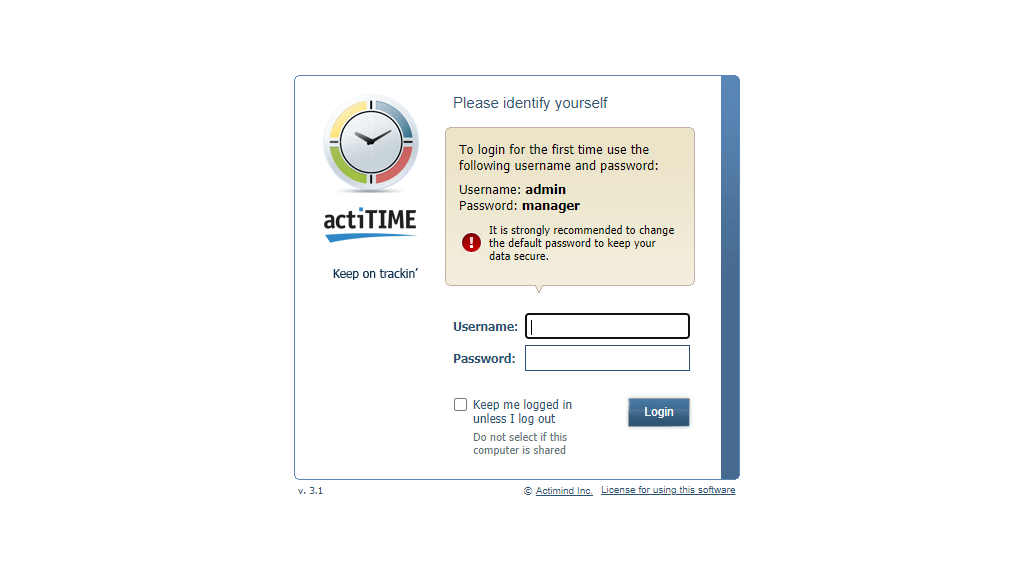 Please identify yourself
To login for the first time use the
following username and password:
Username: admin
Password: manager
It is strongly recommended to change
the default password to keep your
data secure.
actiTIME
Keep on trackin’
Username:
Password:
Keep me logged in
unless I log out
Login
Do not select if this
computer is shared
v. 3.1
© Actimind Inc. License for using this software